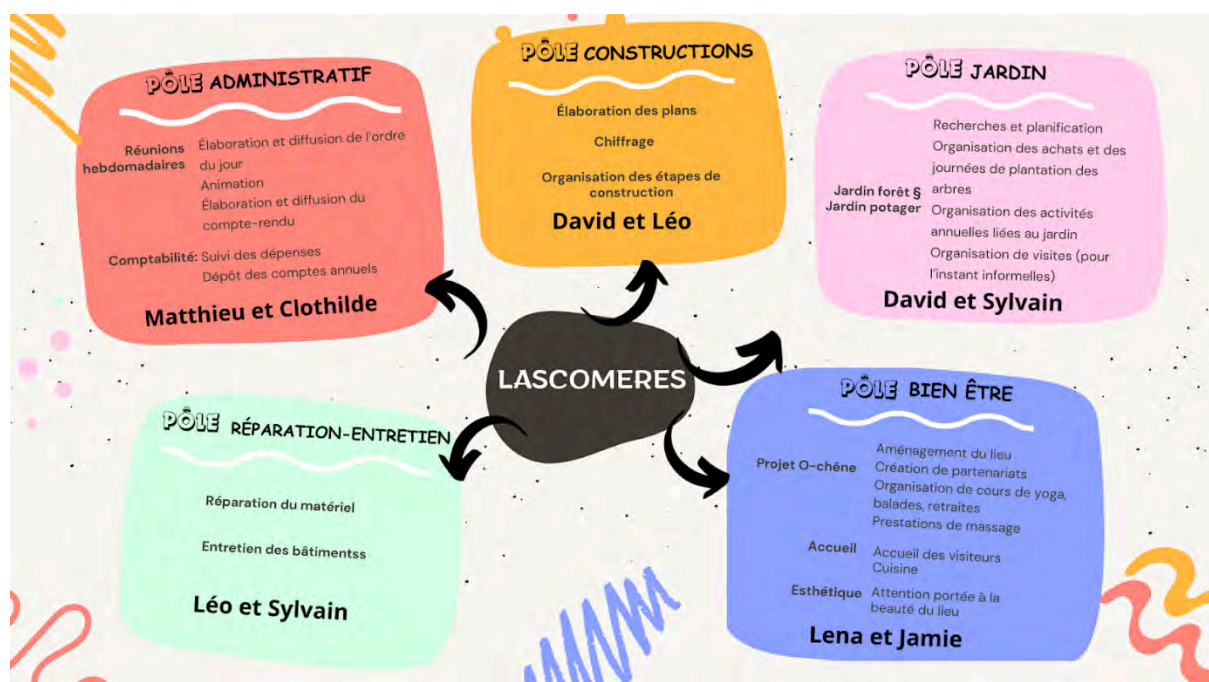 PÔLE ADMINISTRATIF
Réunions
hebdomadaires
Élaboration et diffusion de l'ordre
du jour
Animation
Élaboration et diffusion du
compte-rendu
Comptabilité: Suivi des dépenses
Dépôt des comptes annuels
Matthieu et Clothilde
PÔLE CONSTRUCTIONS
Élaboration des plans
Chiffrage
Organisation des étapes de
construction
David et Léo
PÔLE JARDIN
Jardin forêt §
Jardin potager
Recherches et planification
Organisation des achats et des
journées de plantation des
arbres
Organisation des activités
annuelles liées au jardin
Organisation de visites (pour
l'instant informelles)
David et Sylvain
LASCOMERES
PÔLE RÉPARATION-ENTRETIEN
Réparation du matériel
Entretien des bâtimentss
Léo et Sylvain
PÔLE BIEN ÊTRE
Projet O-chêne
Aménagement du lieu
Création de partenariats
Organisation de cours de yoga,
balades, retraites
Prestations de massage
Accueil
Accueil des visiteurs
Cuisine
Esthétique
Attention portée à la
beauté du lieu
Lena et Jamie